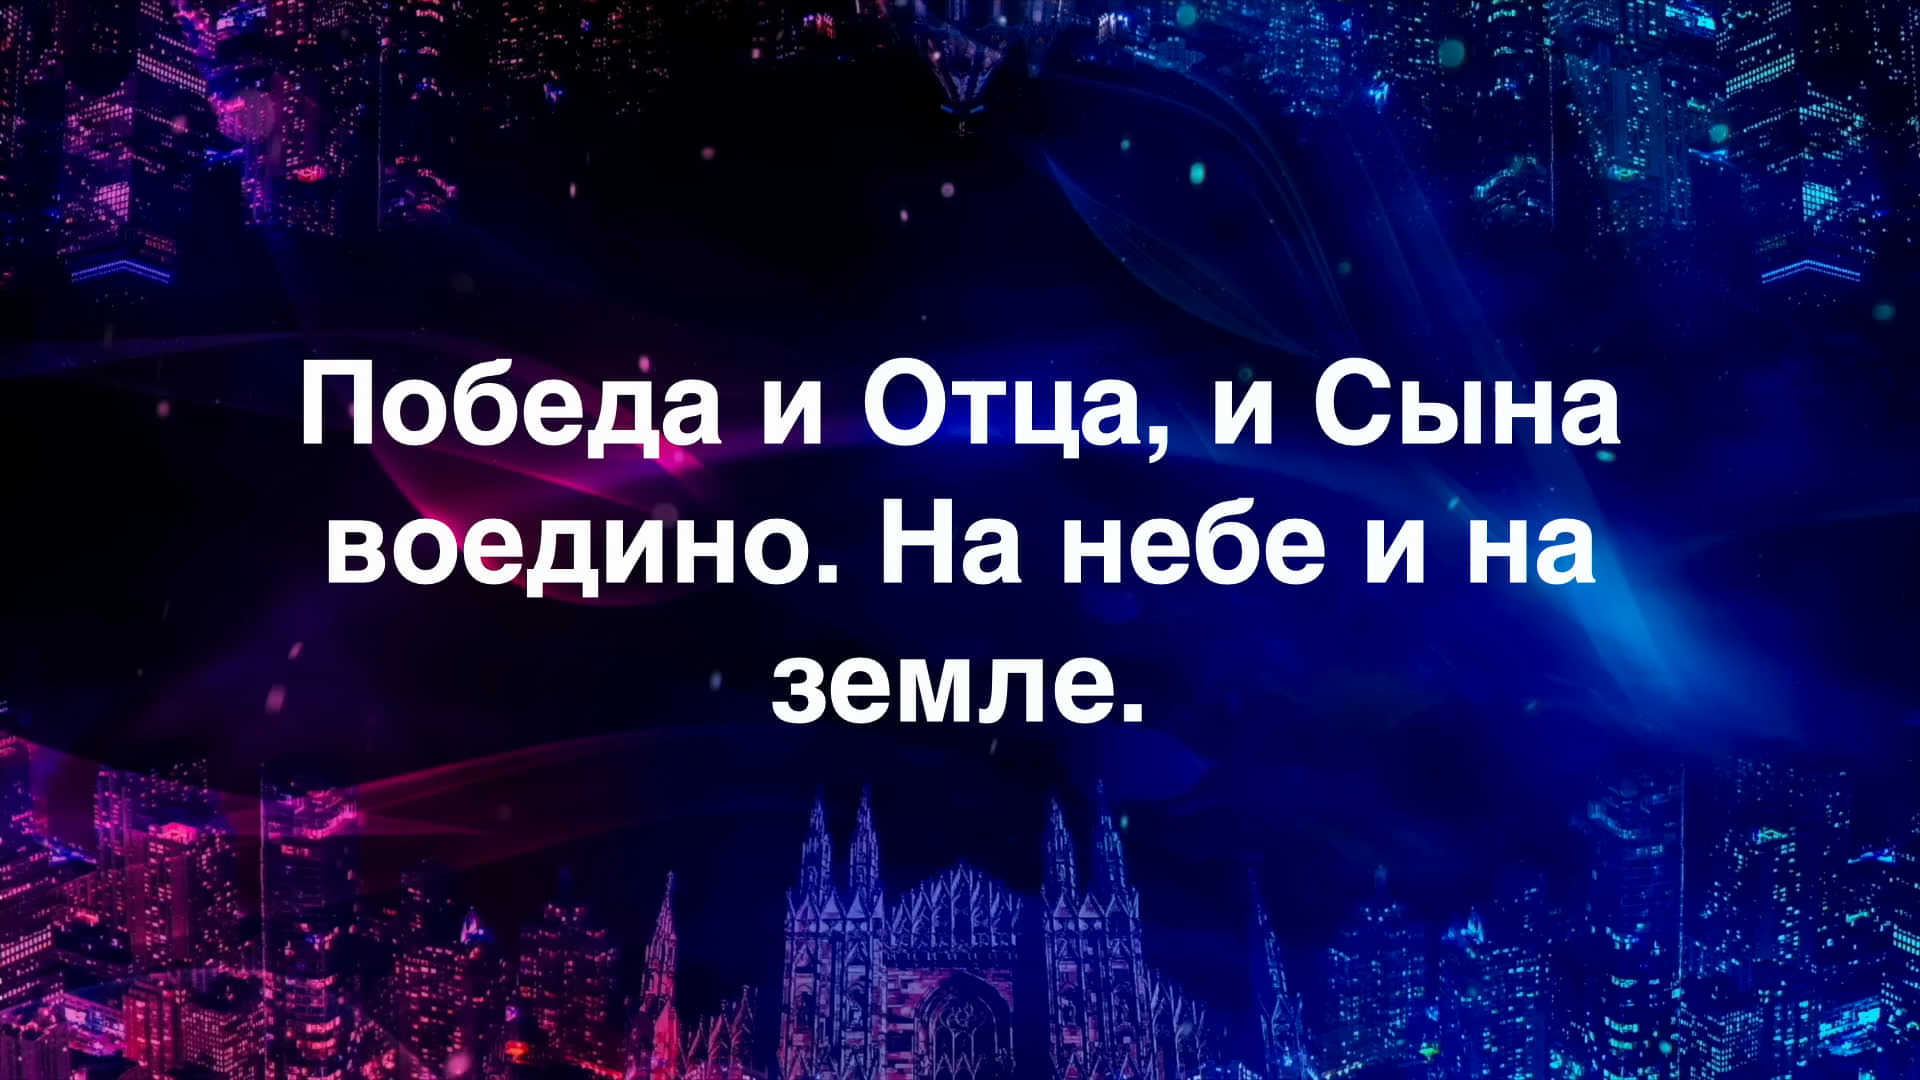 Победа и Отца, и Сына
воедино. На небе и на
земле.